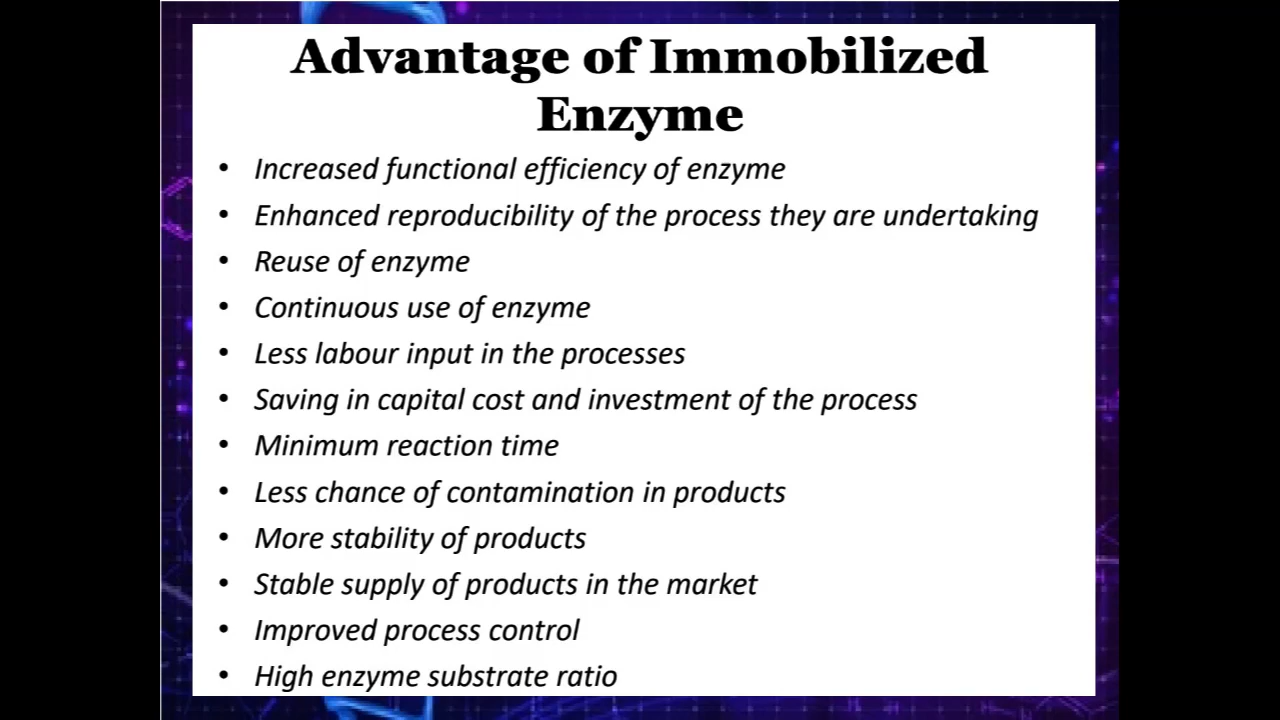 Advantage of Immobilized
Enzyme
• Increased functional efficiency of enzyme
• Enhanced reproducibility of the process they are undertaking
• Reuse of enzyme
• Continuous use of enzyme
• Less labour input in the processes
• Saving in capital cost and investment of the process
• Minimum reaction time
• Less chance of contamination in products
• More stability of products
• Stable supply of products in the market
• Improved process control
• High enzyme substrate ratio